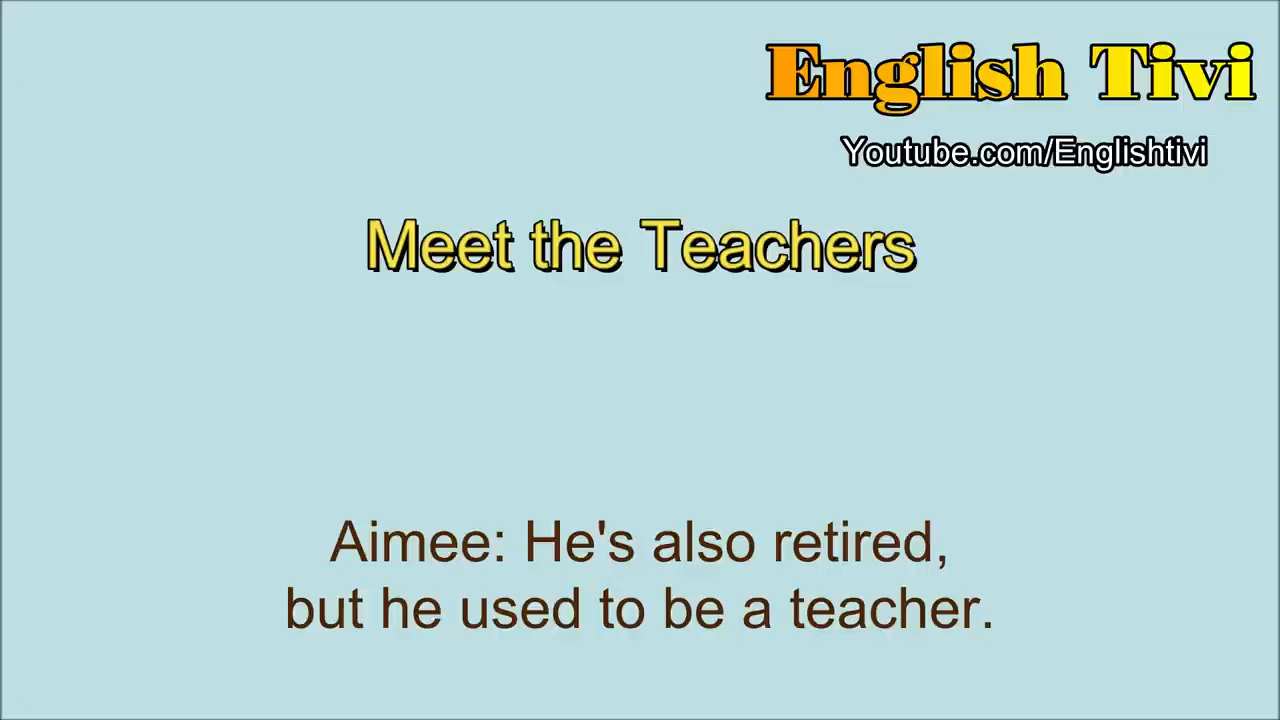 English Tivi
Youtube.com/Englishtivi
Meet the Teachers
Aimee: He's also retired,
but he used to be a teacher.